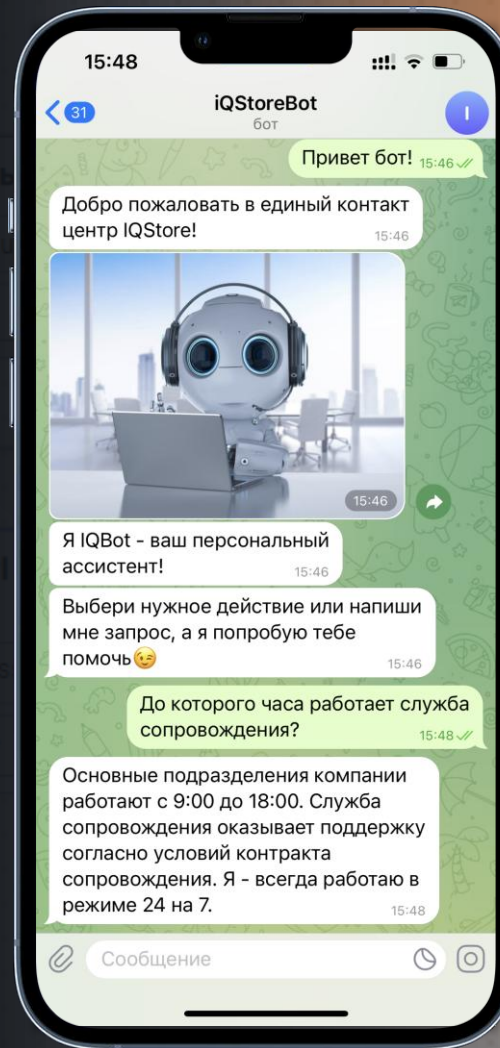 15:48
31
iQStoreBot
бот
I
Привет бот! 15:46
Добро пожаловать в единый контакт
центр IQStore! 15:46
15:46
Я IQBot - ваш персональный
ассистент! 15:46
Выбери нужное действие или напиши
мне запрос, а я попробую тебе
помочь😉 15:46
До которого часа работает служба
сопровождения? 15:48
Основные подразделения компании
работают с 9:00 до 18:00. Служба
сопровождения оказывает поддержку
согласно условий контракта
сопровождения. Я - всегда работаю в
режиме 24 на 7. 15:48
Сообщение